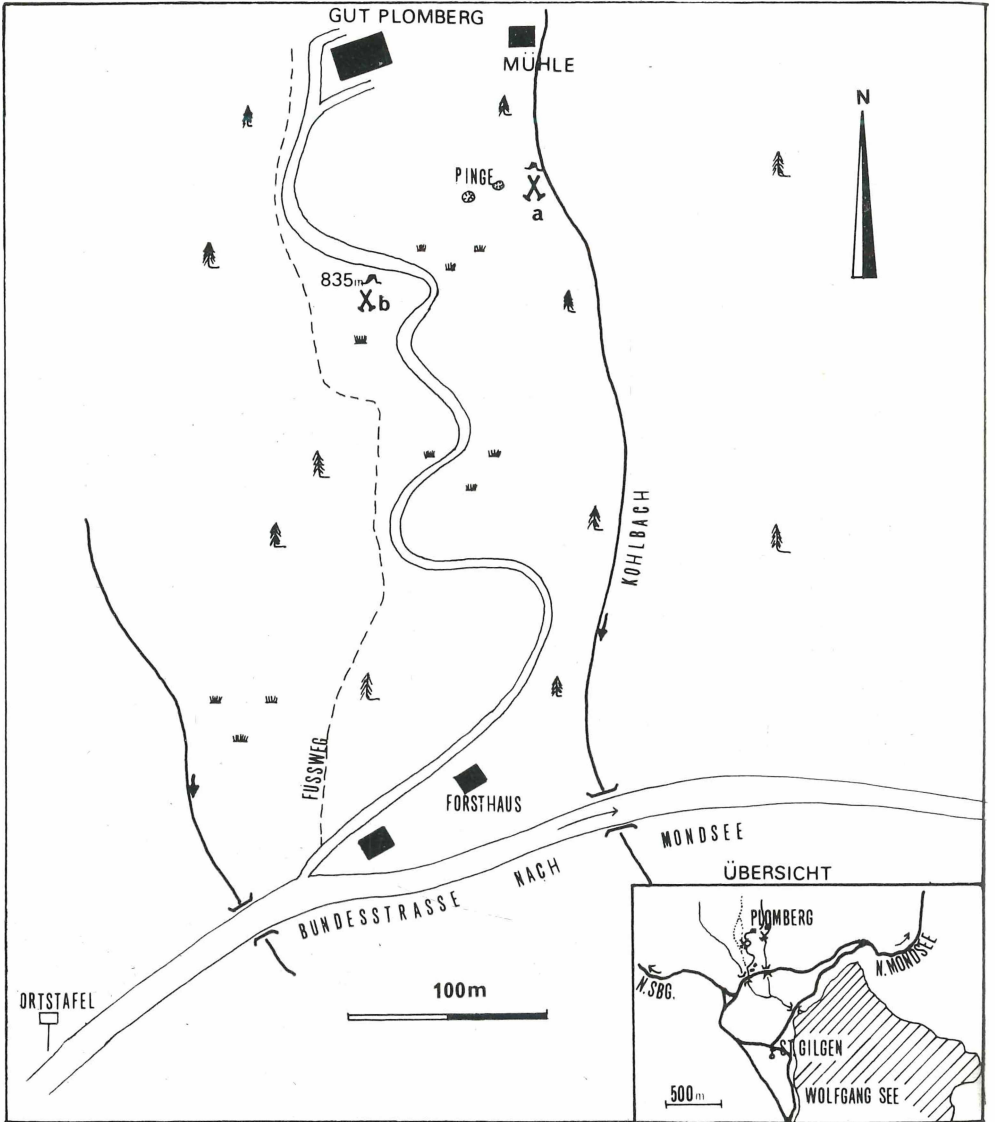 GUT PLOMBERG
MÜHLE
N
PINGE
a
835m
b
KOHLBACH
FUSSWEG
FORSTHAUS
BUNDESSTRASSE NACH MONDSEE
ORTSTAFEL
100m
ÜBERSICHT
PLOMBERG
N. MONDSEE
N.SBG.
ST. GILGEN
500m
WOLFGANG SEE